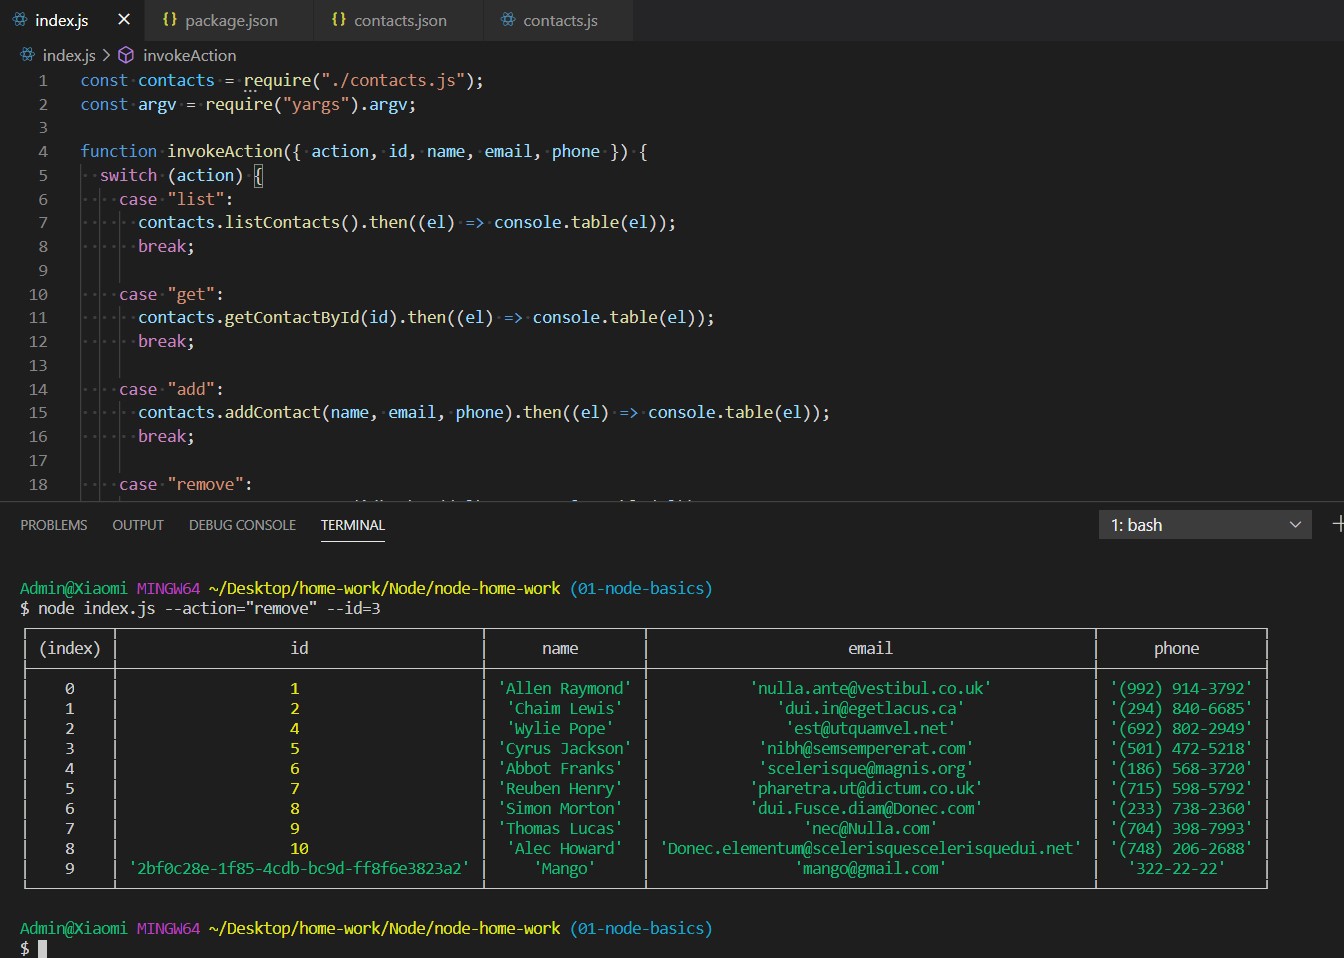 index.js × {} package.json {} contacts.json contacts.js
index.js > invokeAction
1 const contacts = require("./contacts.js");
2 const argv = require("yargs").argv;
3
4 function invokeAction({ action, id, name, email, phone }) {
5 switch (action) {
6 case "list":
7 contacts.listContacts().then((el) => console.table(el));
8 break;
9
10 case "get":
11 contacts.getContactById(id).then((el) => console.table(el));
12 break;
13
14 case "add":
15 contacts.addContact(name, email, phone).then((el) => console.table(el));
16 break;
17
18 case "remove":
PROBLEMS OUTPUT DEBUG CONSOLE TERMINAL 1: bash +
Admin@Xiaomi MINGW64 ~/Desktop/home-work/Node/node-home-work (01-node-basics)
$ node index.js --action="remove" --id=3
(index) id name email phone
0 1 'Allen Raymond' 'nulla.ante@vestibul.co.uk' '(992) 914-3792'
1 2 'Chaim Lewis' 'dui.in@egetlacus.ca' '(294) 840-6685'
2 4 'Wylie Pope' 'est@utquamvel.net' '(692) 802-2949'
3 5 'Cyrus Jackson' 'nibh@semsempererat.com' '(501) 472-5218'
4 6 'Abbot Franks' 'scelerisque@magnis.org' '(186) 568-3720'
5 7 'Reuben Henry' 'pharetra.ut@dictum.co.uk' '(715) 598-5792'
6 8 'Simon Morton' 'dui.Fusce.diam@Donec.com' '(233) 738-2360'
7 9 'Thomas Lucas' 'nec@Nulla.com' '(704) 398-7993'
8 10 'Alec Howard' 'Donec.elementum@scelerisquescelerisquedui.net' '(748) 206-2688'
9 '2bf0c28e-1f85-4cdb-bc9d-ff8f6e3823a2' 'Mango' 'mango@gmail.com' '322-22-22'
Admin@Xiaomi MINGW64 ~/Desktop/home-work/Node/node-home-work (01-node-basics)
$